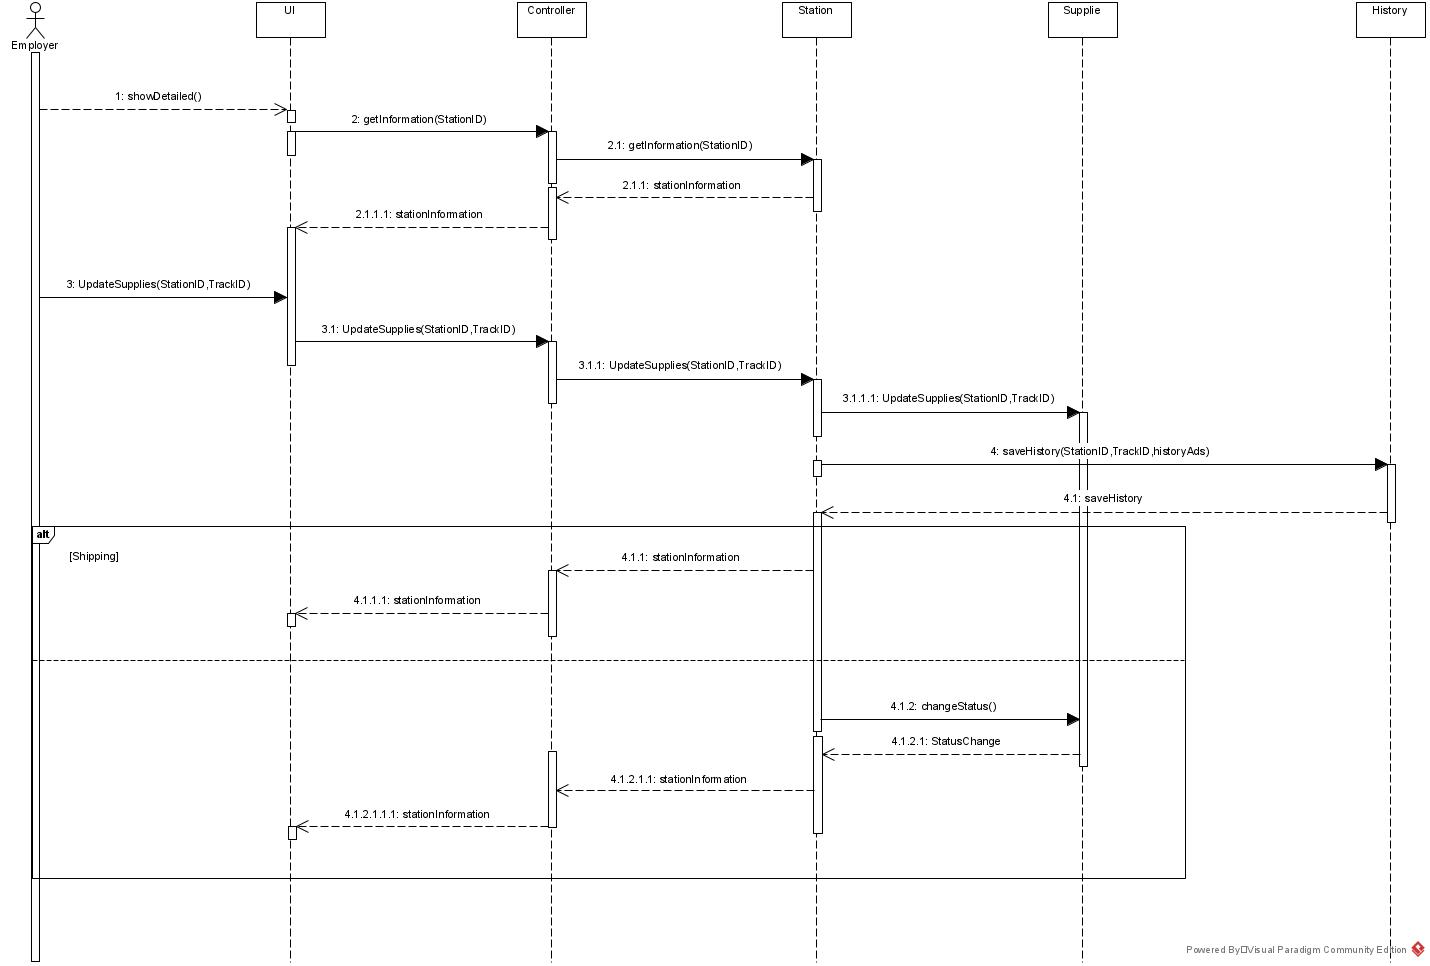 UI
Controller
Station
Supplie
History
Employer
1: showDetailed()
2: getInformation(StationID)
2.1: getInformation(StationID)
2.1.1: stationInformation
2.1.1.1: stationInformation
3: UpdateSupplies(StationID,TrackID)
3.1: UpdateSupplies(StationID,TrackID)
3.1.1: UpdateSupplies(StationID,TrackID)
3.1.1.1: UpdateSupplies(StationID,TrackID)
4: saveHistory(StationID,TrackID,historyAds)
4.1: saveHistory
alt
[Shipping]
4.1.1: stationInformation
4.1.1.1: stationInformation
4.1.2: changeStatus()
4.1.2.1: StatusChange
4.1.2.1.1: stationInformation
4.1.2.1.1.1: stationInformation
Powered By Visual Paradigm Community Edition